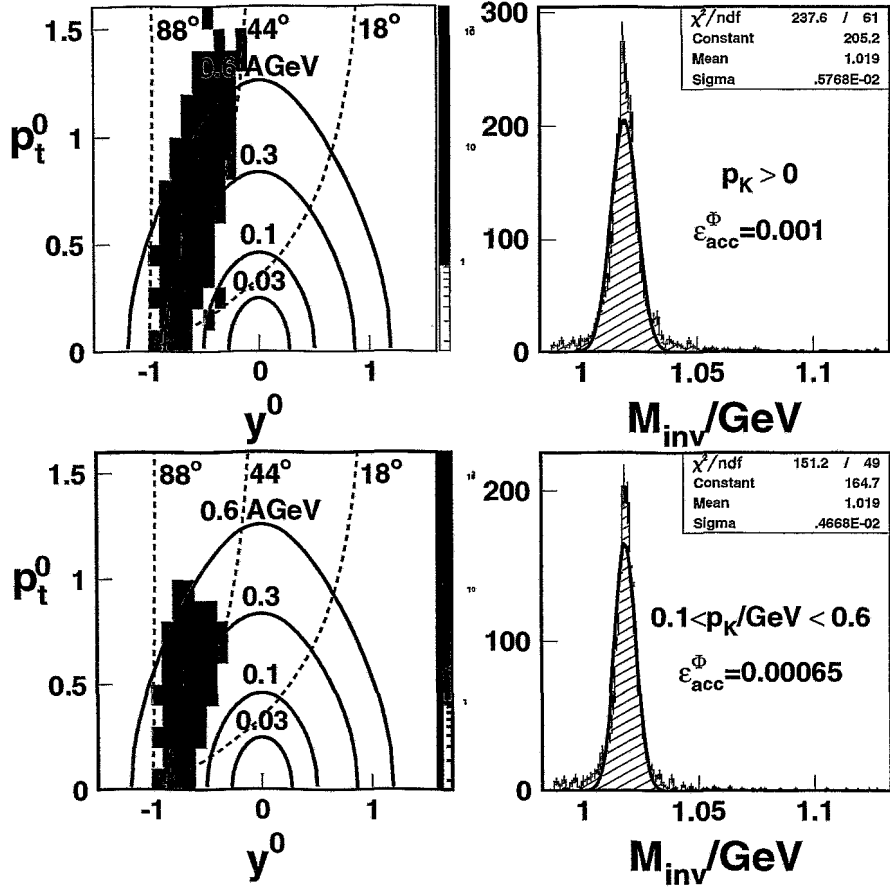 88° 44° 18°
0.6 AGeV
0.3
0.1
0.03
1.5
1
0.5
0
p_t^0
-1 0 1
y^0
10
1
300
200
100
0
χ²/ndf 237.6 / 61
Constant 205.2
Mean 1.019
Sigma .5768E-02
p_K > 0
ε_acc^Φ=0.001
1 1.05 1.1
M_inv/GeV
88° 44° 18°
0.6 AGeV
0.3
0.1
0.03
1.5
1
0.5
0
p_t^0
-1 0 1
y^0
10
200
100
0
χ²/ndf 151.2 / 49
Constant 164.7
Mean 1.019
Sigma .4668E-02
0.1<p_K/GeV < 0.6
ε_acc^Φ=0.00065
1 1.05 1.1
M_inv/GeV